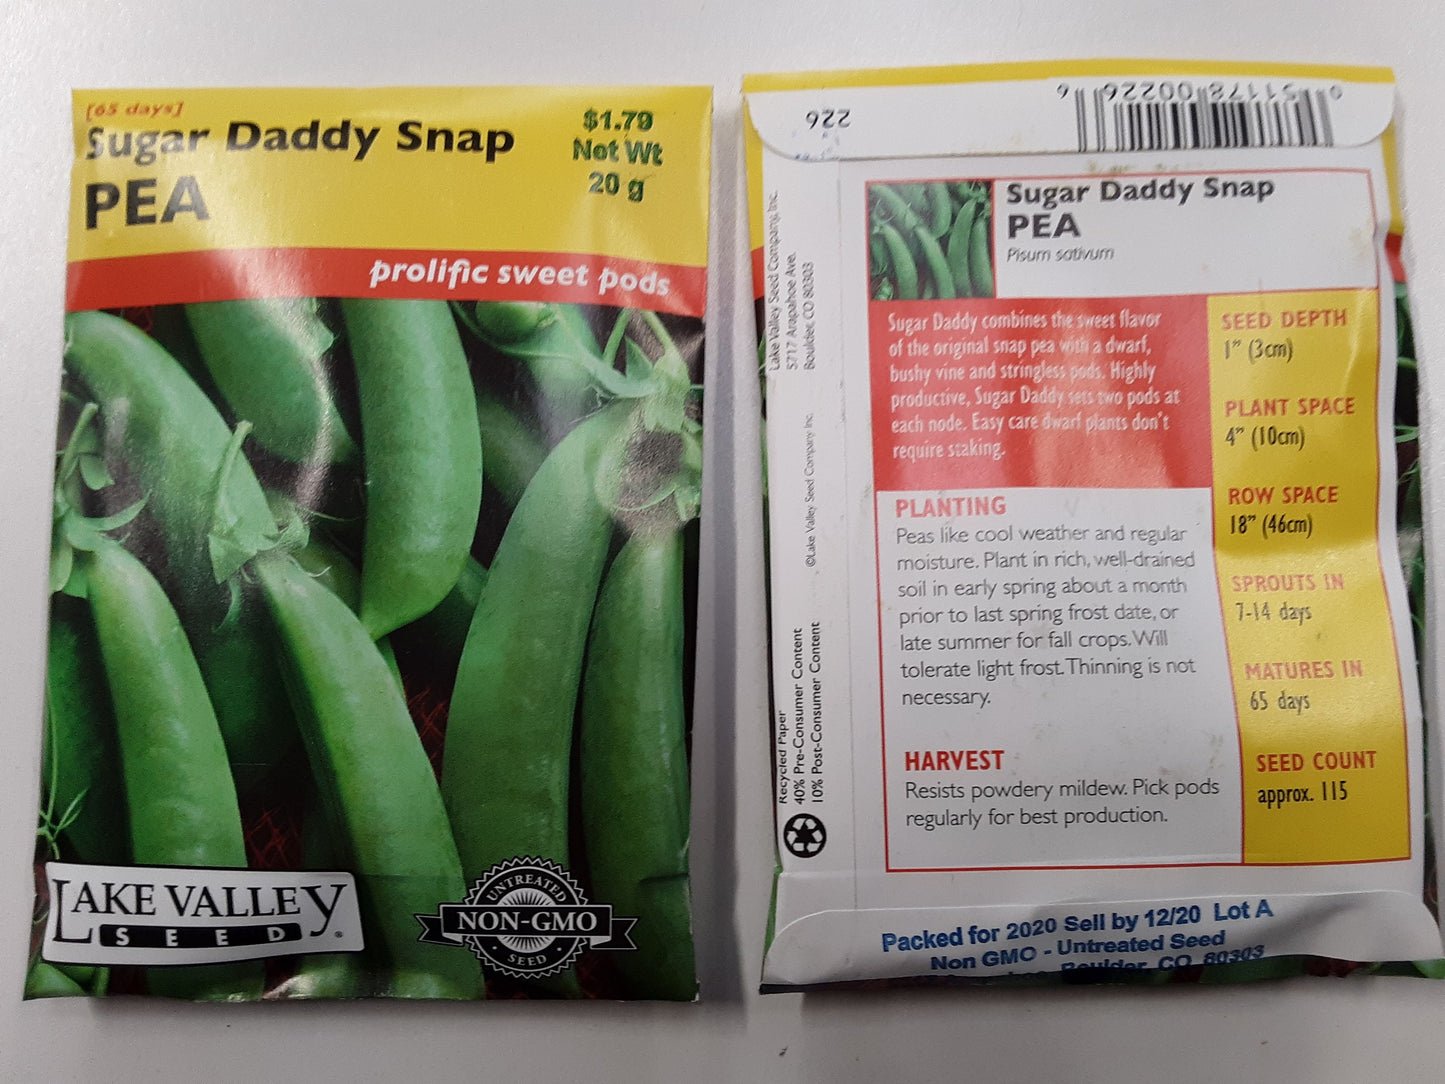 [65 days]
Sugar Daddy Snap
PEA
$1.79
Net Wt
20 g
prolific sweet pods
LAKE VALLEY
SEED
®
UNTREATED
NON-GMO
SEED
226
6 51178 00226 9
Lake Valley Seed Company, Inc.
5717 Arapahoe Ave.
Boulder, CO 80303
©Lake Valley Seed Company Inc.
Recycled Paper
40% Pre-Consumer Content
10% Post-Consumer Content
Sugar Daddy Snap
PEA
Pisum sativum
Sugar Daddy combines the sweet flavor
of the original snap pea with a dwarf,
bushy vine and stringless pods. Highly
productive, Sugar Daddy sets two pods at
each node. Easy care dwarf plants don't
require staking.
PLANTING
Peas like cool weather and regular
moisture. Plant in rich, well-drained
soil in early spring about a month
prior to last spring frost date, or
late summer for fall crops. Will
tolerate light frost. Thinning is not
necessary.
HARVEST
Resists powdery mildew. Pick pods
regularly for best production.
SEED DEPTH
1” (3cm)
PLANT SPACE
4” (10cm)
ROW SPACE
18” (46cm)
SPROUTS IN
7-14 days
MATURES IN
65 days
SEED COUNT
approx. 115
Packed for 2020 Sell by 12/20 Lot A
Non GMO - Untreated Seed
Boulder, CO 80303